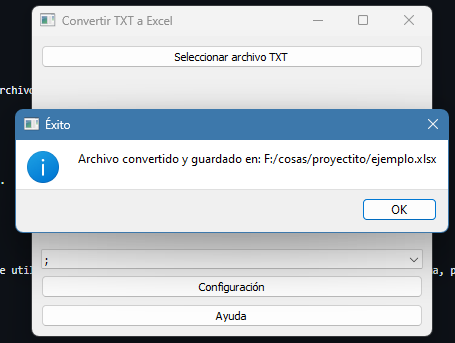 Convertir TXT a Excel
Seleccionar archivo TXT
archivo
Éxito
Archivo convertido y guardado en: F:/cosas/proyectito/ejemplo.xlsx
OK
;
e util
a, p
Configuración
Ayuda